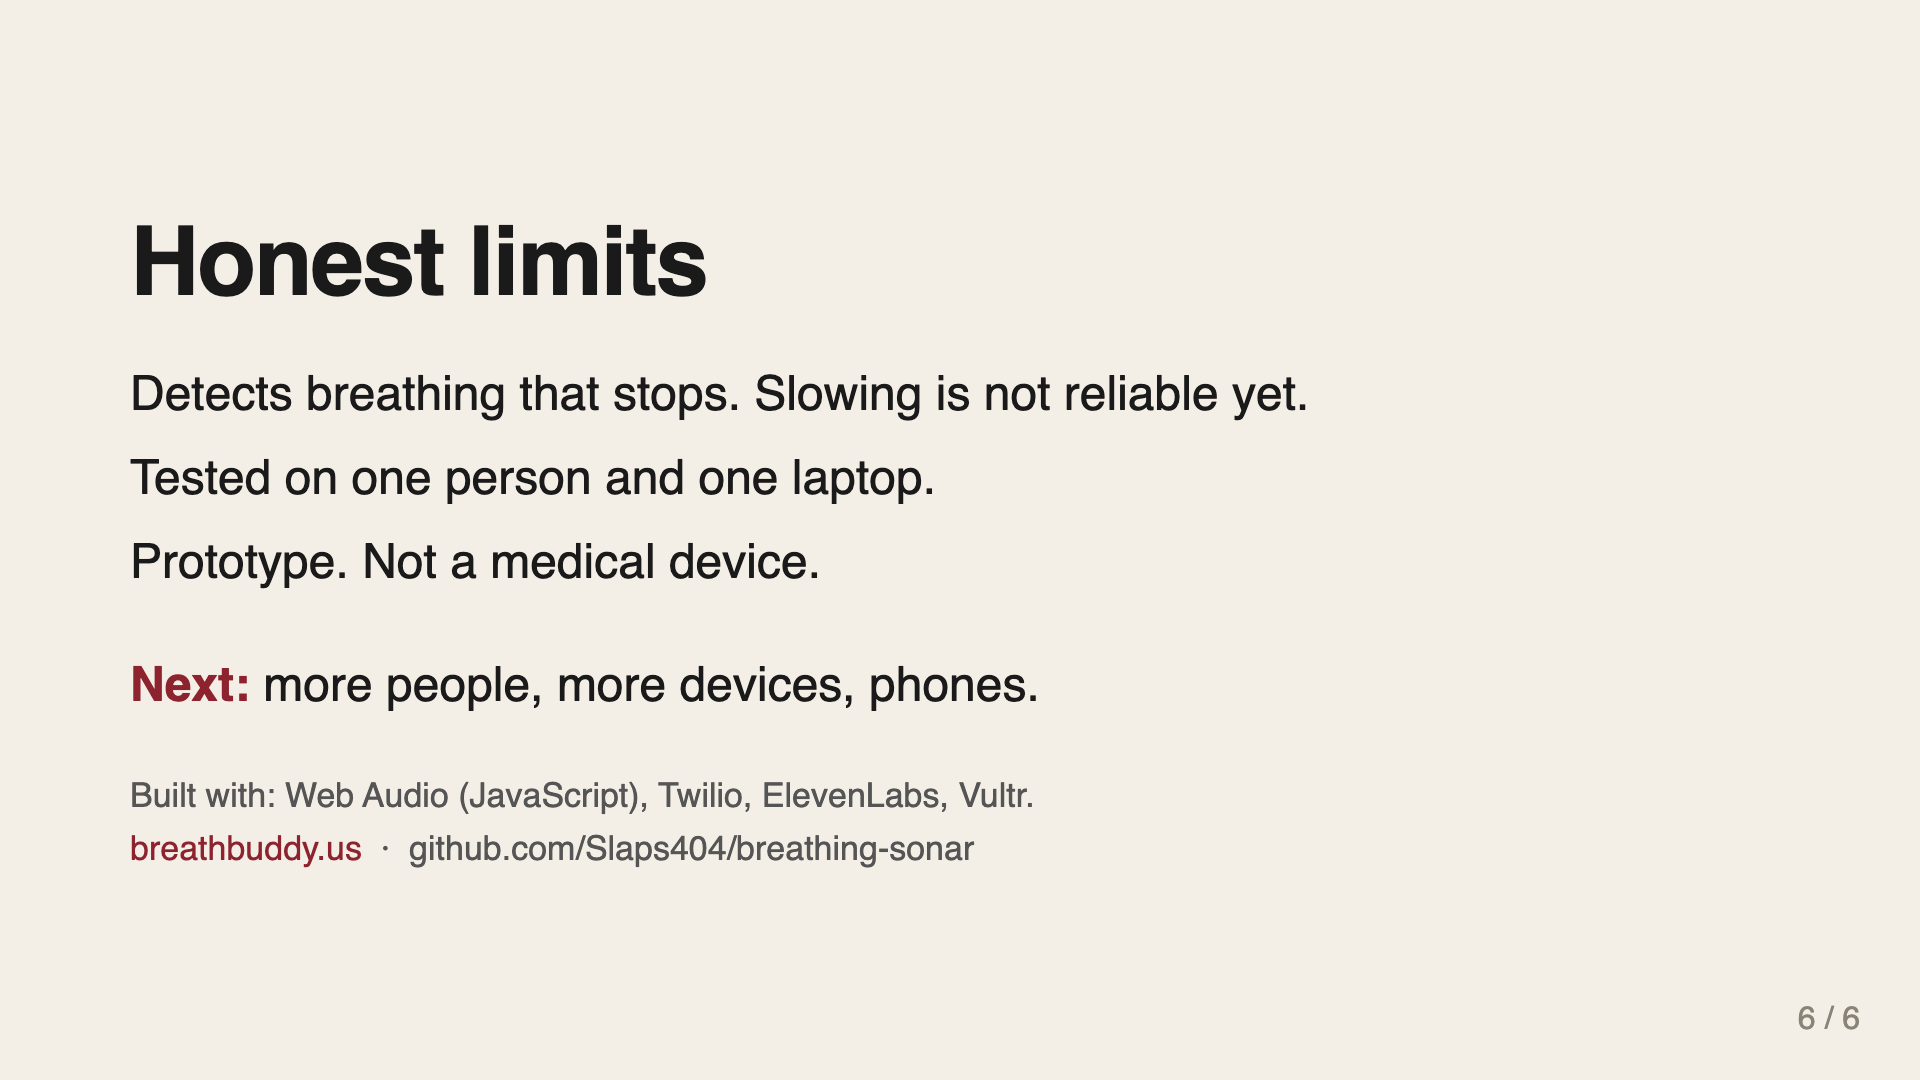 Honest limits
Detects breathing that stops. Slowing is not reliable yet.
Tested on one person and one laptop.
Prototype. Not a medical device.
Next: more people, more devices, phones.
Built with: Web Audio (JavaScript), Twilio, ElevenLabs, Vultr.
breathbuddy.us · github.com/Slaps404/breathing-sonar
6 / 6